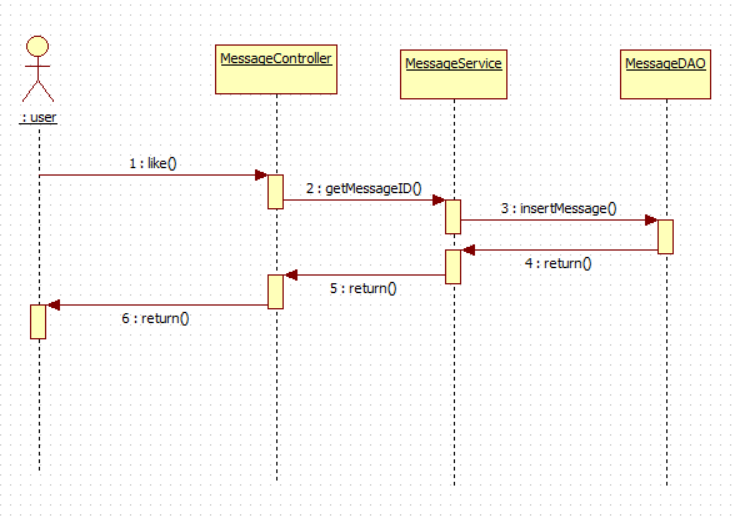 MessageController
MessageService
MessageDAO
: user
1 : like()
2 : getMessageID()
3 : insertMessage()
4 : return()
5 : return()
6 : return()